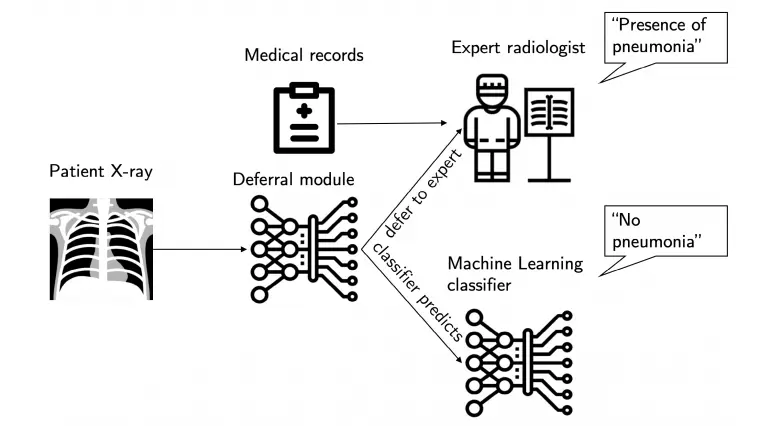 Medical records
Expert radiologist
“Presence of
pneumonia”
Patient X-ray
Deferral module
defer to expert
classifier predicts
“No
pneumonia”
Machine Learning
classifier